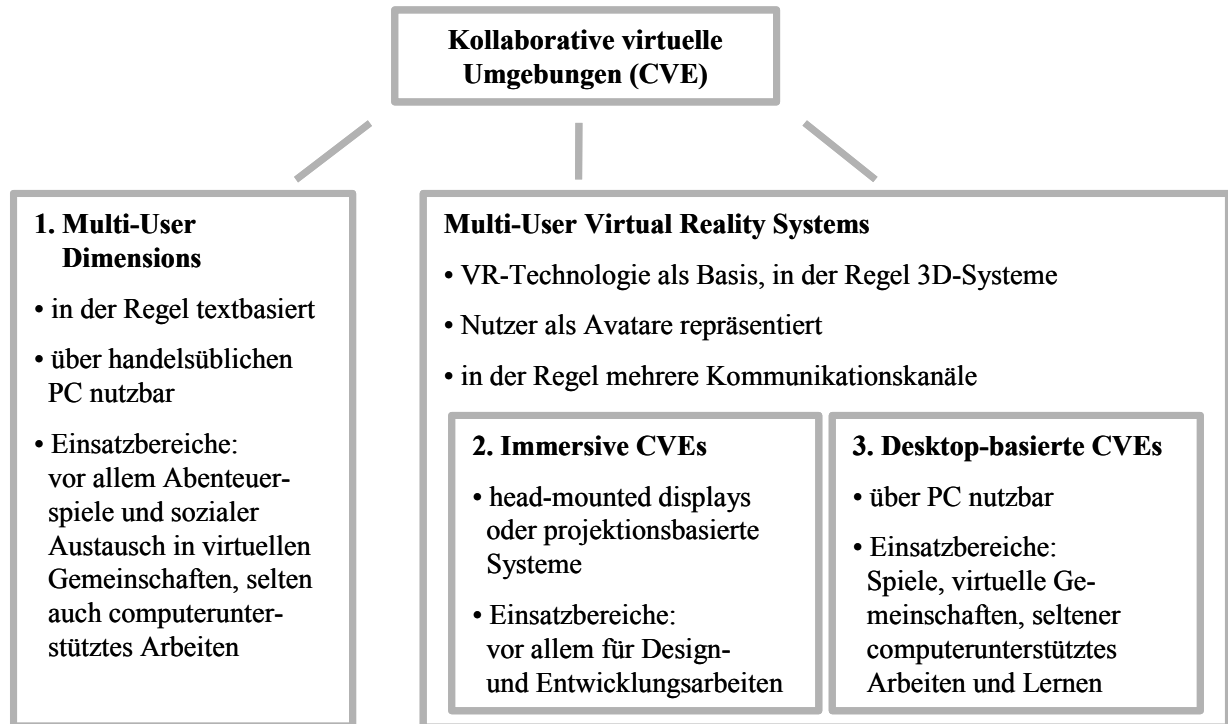 Kollaborative virtuelle
Umgebungen (CVE)
1. Multi-User
Dimensions
• in der Regel textbasiert
• über handelsüblichen
PC nutzbar
• Einsatzbereiche:
vor allem Abenteuer-
spiele und sozialer
Austausch in virtuellen
Gemeinschaften, selten
auch computerunter-
stütztes Arbeiten
Multi-User Virtual Reality Systems
• VR-Technologie als Basis, in der Regel 3D-Systeme
• Nutzer als Avatare repräsentiert
• in der Regel mehrere Kommunikationskanäle
2. Immersive CVEs
• head-mounted displays
oder projektionsbasierte
Systeme
• Einsatzbereiche:
vor allem für Design-
und Entwicklungsarbeiten
3. Desktop-basierte CVEs
• über PC nutzbar
• Einsatzbereiche:
Spiele, virtuelle Ge-
meinschaften, seltener
computerunterstütztes
Arbeiten und Lernen